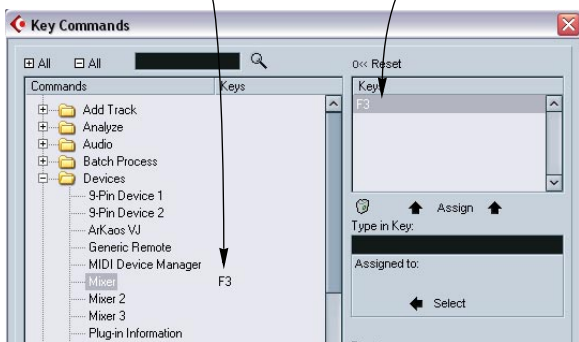 Key Commands
All All
0<< Reset
Commands Keys
Keys
F3
Add Track
Analyze
Audio
Batch Process
Devices
9-Pin Device 1
9-Pin Device 2
ArKaos VJ
Generic Remote
MIDI Device Manager
Mixer F3
Mixer 2
Mixer 3
Plug-in Information
Assign
Type in Key:
Assigned to:
Select